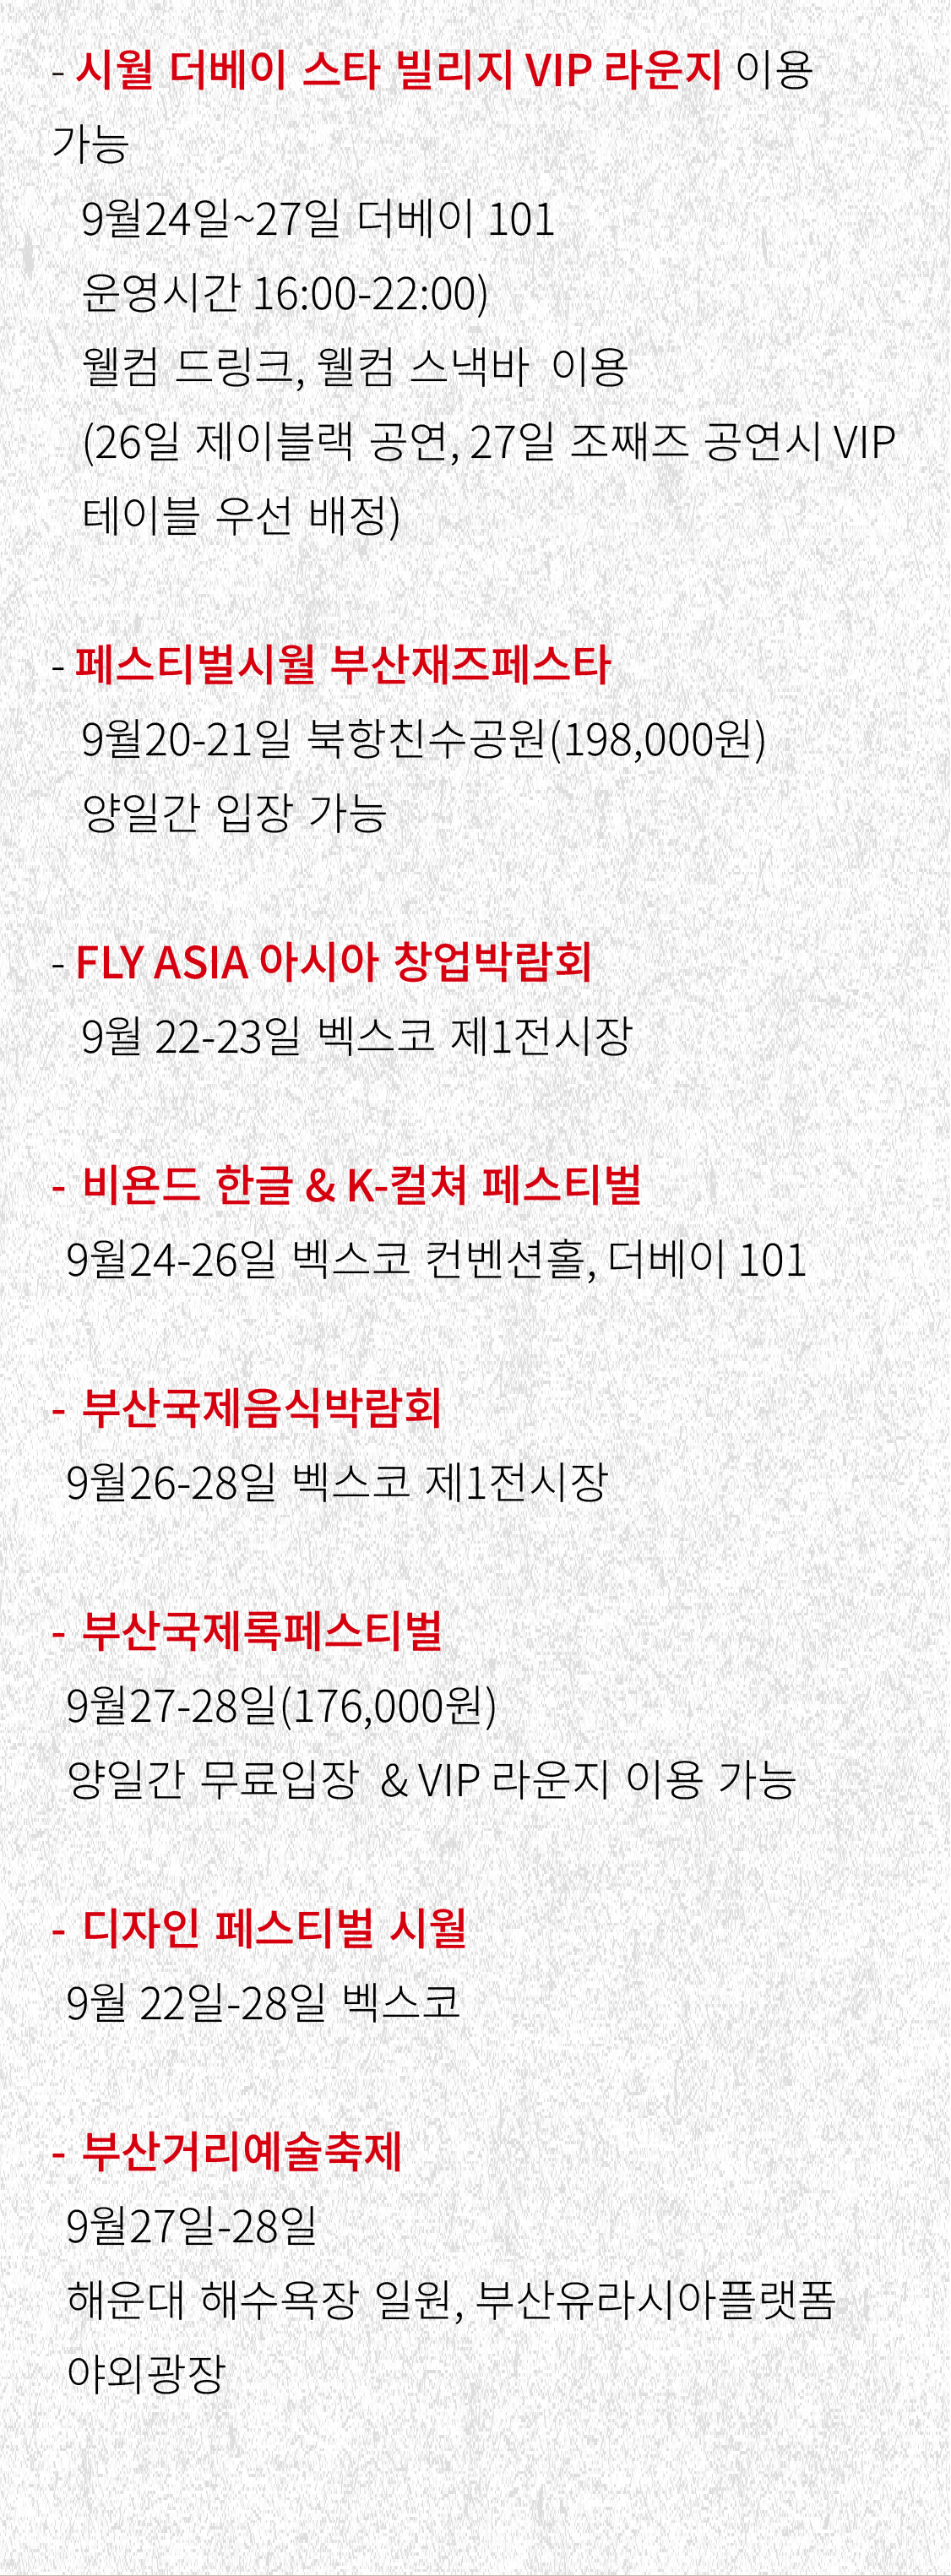 - 시월 더베이 스타 빌리지 VIP 라운지 이용
가능
9월24일~27일 더베이 101
운영시간 16:00-22:00)
웰컴 드링크, 웰컴 스낵바 이용
(26일 제이블랙 공연, 27일 조째즈 공연시 VIP
테이블 우선 배정)
- 페스티벌시월 부산재즈페스타
9월20-21일 북항친수공원(198,000원)
양일간 입장 가능
- FLY ASIA 아시아 창업박람회
9월 22-23일 벡스코 제1전시장
- 비욘드 한글 & K-컬쳐 페스티벌
9월24-26일 벡스코 컨벤션홀, 더베이 101
- 부산국제음식박람회
9월26-28일 벡스코 제1전시장
- 부산국제록페스티벌
9월27-28일(176,000원)
양일간 무료입장 & VIP 라운지 이용 가능
- 디자인 페스티벌 시월
9월 22일-28일 벡스코
- 부산거리예술축제
9월27일-28일
해운대 해수욕장 일원, 부산유라시아플랫폼
야외광장